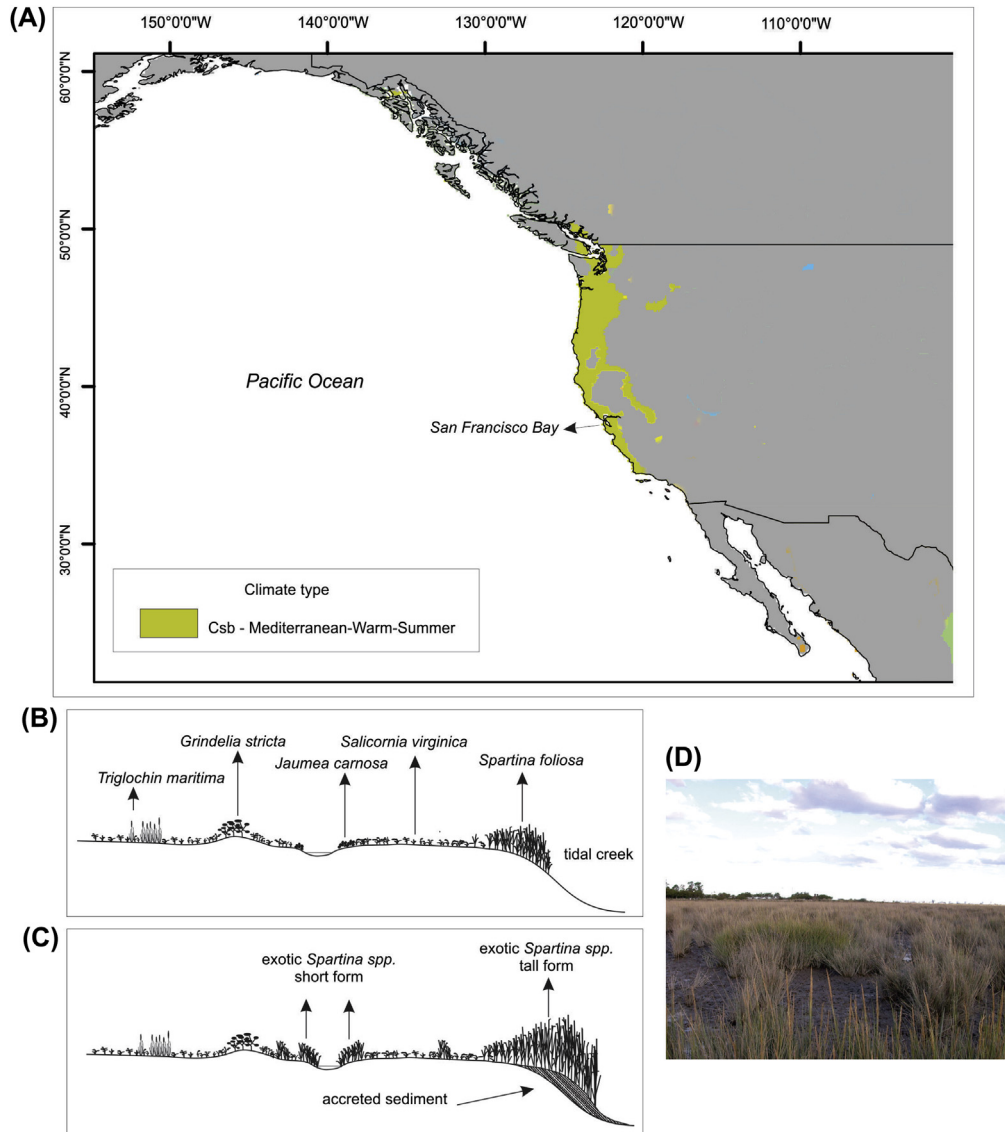 (A)
150°0'0"W 140°0'0"W 130°0'0"W 120°0'0"W 110°0'0"W
60°0'0"N
50°0'0"N
40°0'0"N
30°0'0"N
Pacific Ocean
San Francisco Bay
Climate type
Csb - Mediterranean-Warm-Summer
(B)
Grindelia stricta
Salicornia virginica
Triglochin maritima
Jaumea carnosa
Spartina foliosa
tidal creek
(C)
exotic Spartina spp.
short form
exotic Spartina spp.
tall form
accreted sediment
(D)